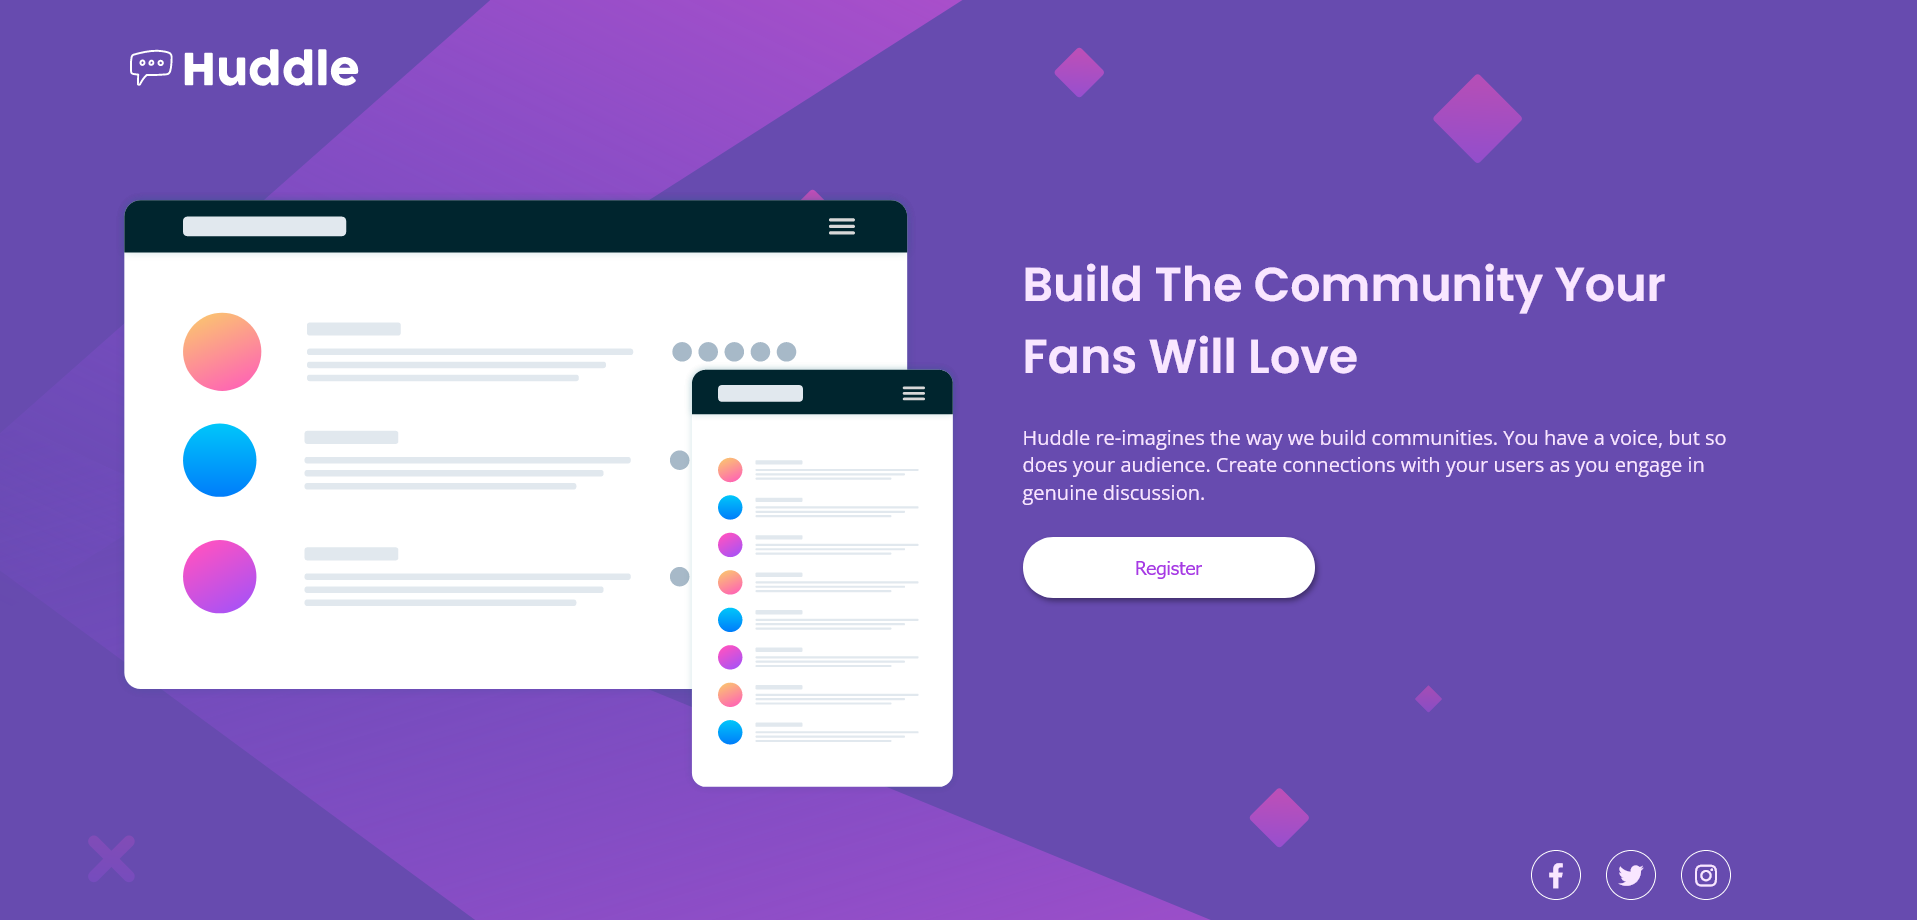 Huddle
Build The Community Your
Fans Will Love
Huddle re-imagines the way we build communities. You have a voice, but so
does your audience. Create connections with your users as you engage in
genuine discussion.
Register